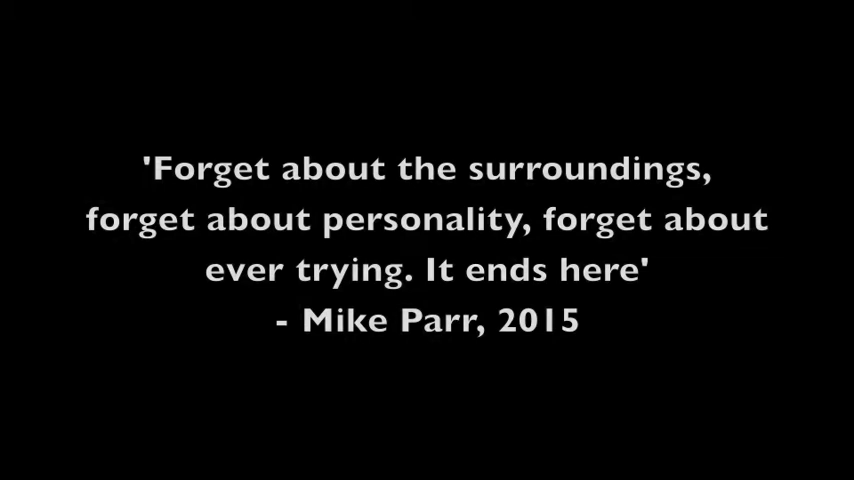 'Forget about the surroundings,
forget about personality, forget about
ever trying. It ends here'
- Mike Parr, 2015